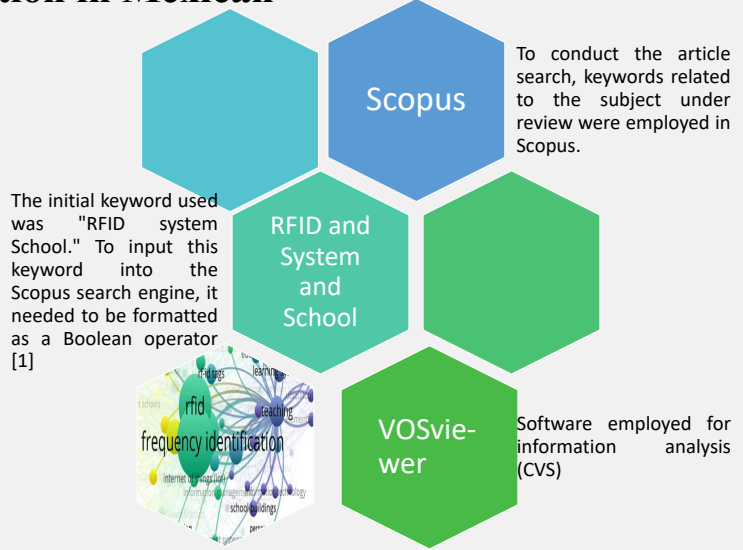 Scopus
To conduct the article
search, keywords related
to the subject under
review were employed in
Scopus.
The initial keyword used
was "RFID system
School." To input this
keyword into the
Scopus search engine, it
needed to be formatted
as a Boolean operator
[1]
RFID and
System
and
School
rfid tags
learning
rfid
teaching
frequency identification
internet of things (iot)
school buildings
VOSvie-
wer
Software employed for
information analysis
(CVS)